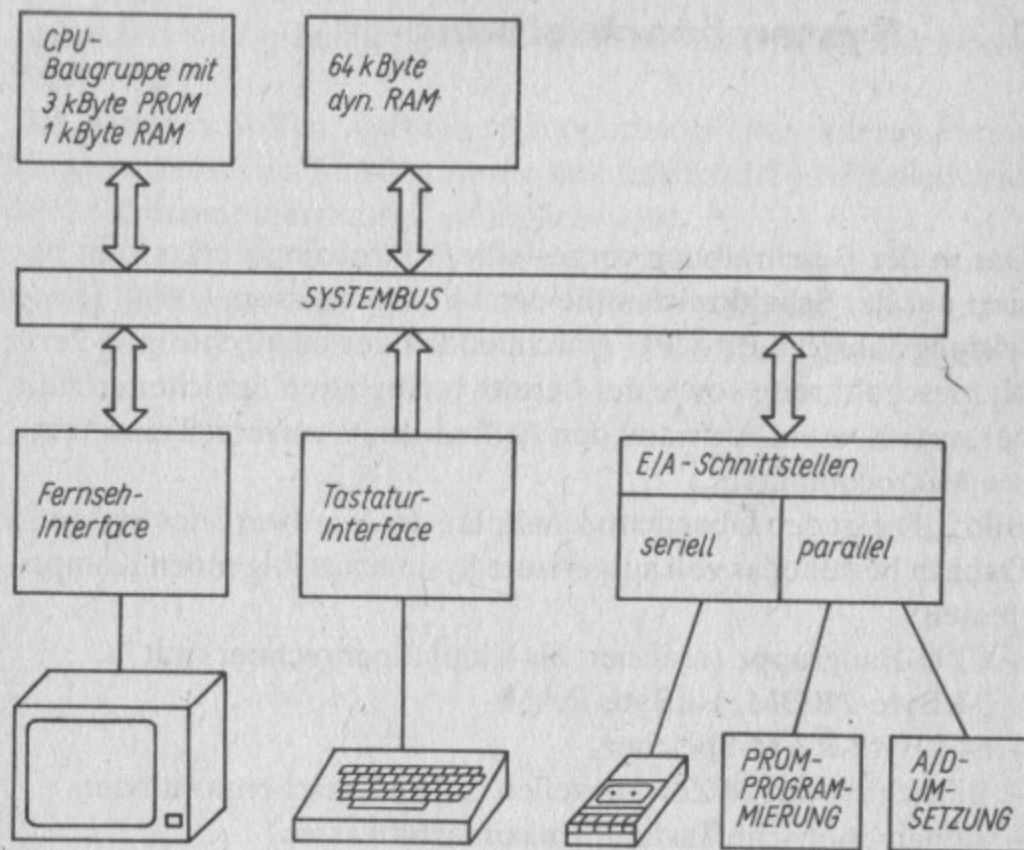 CPU-
Baugruppe mit
3 kByte PROM
1 kByte RAM
64 kByte
dyn. RAM
SYSTEMBUS
Fernseh-
Interface
Tastatur-
Interface
E/A-Schnittstellen
seriell
parallel
PROM-
PROGRAM-
MIERUNG
A/D-
UM-
SETZUNG